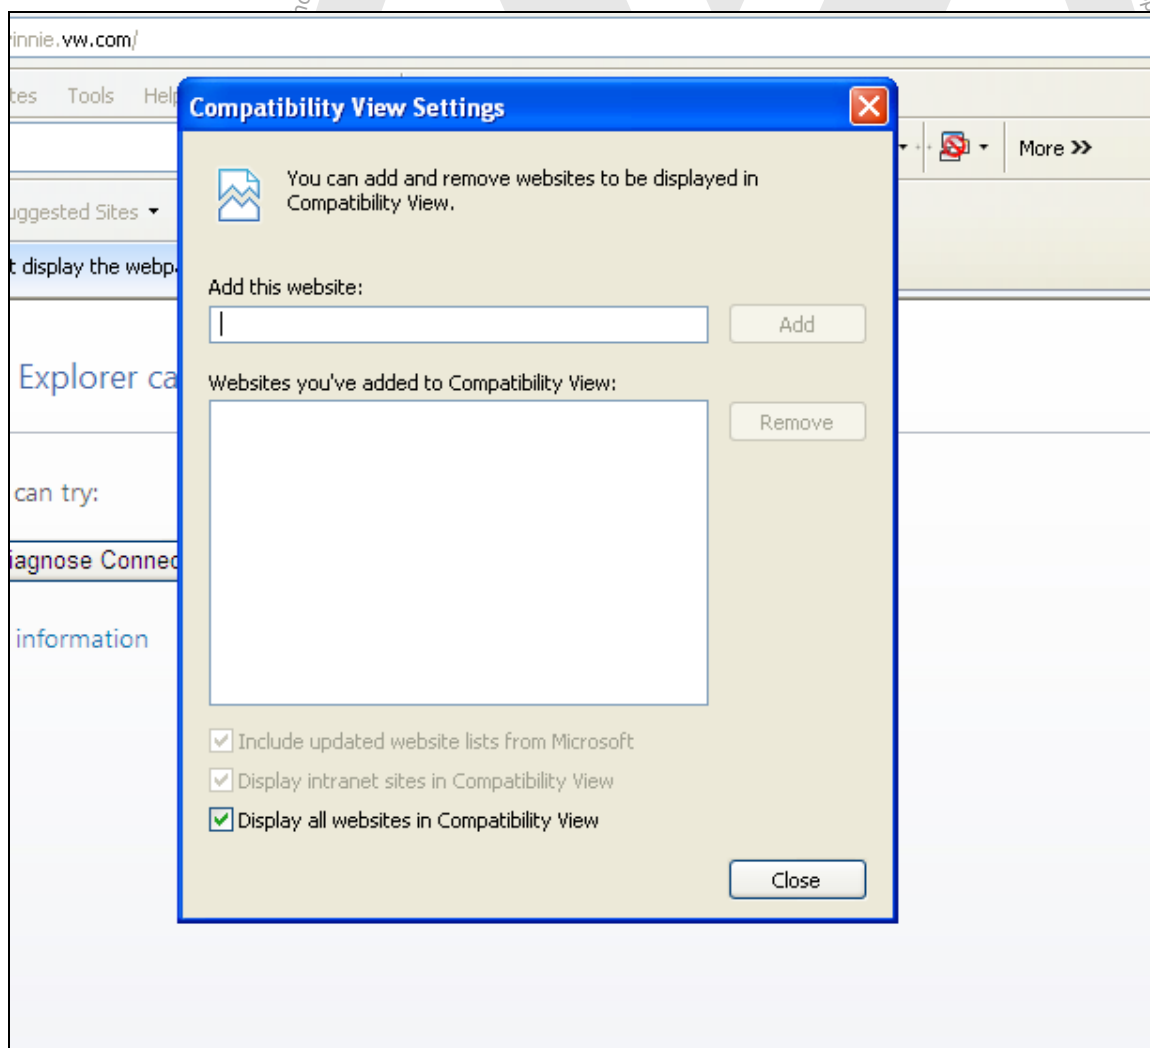 innie.vw.com/
tes Tools Help
Compatibility View Settings
More >>
You can add and remove websites to be displayed in
Compatibility View.
uggested Sites
t display the webpa
Add this website:
Add
Explorer ca
Websites you've added to Compatibility View:
Remove
can try:
iagnose Connec
information
Include updated website lists from Microsoft
Display intranet sites in Compatibility View
Display all websites in Compatibility View
Close